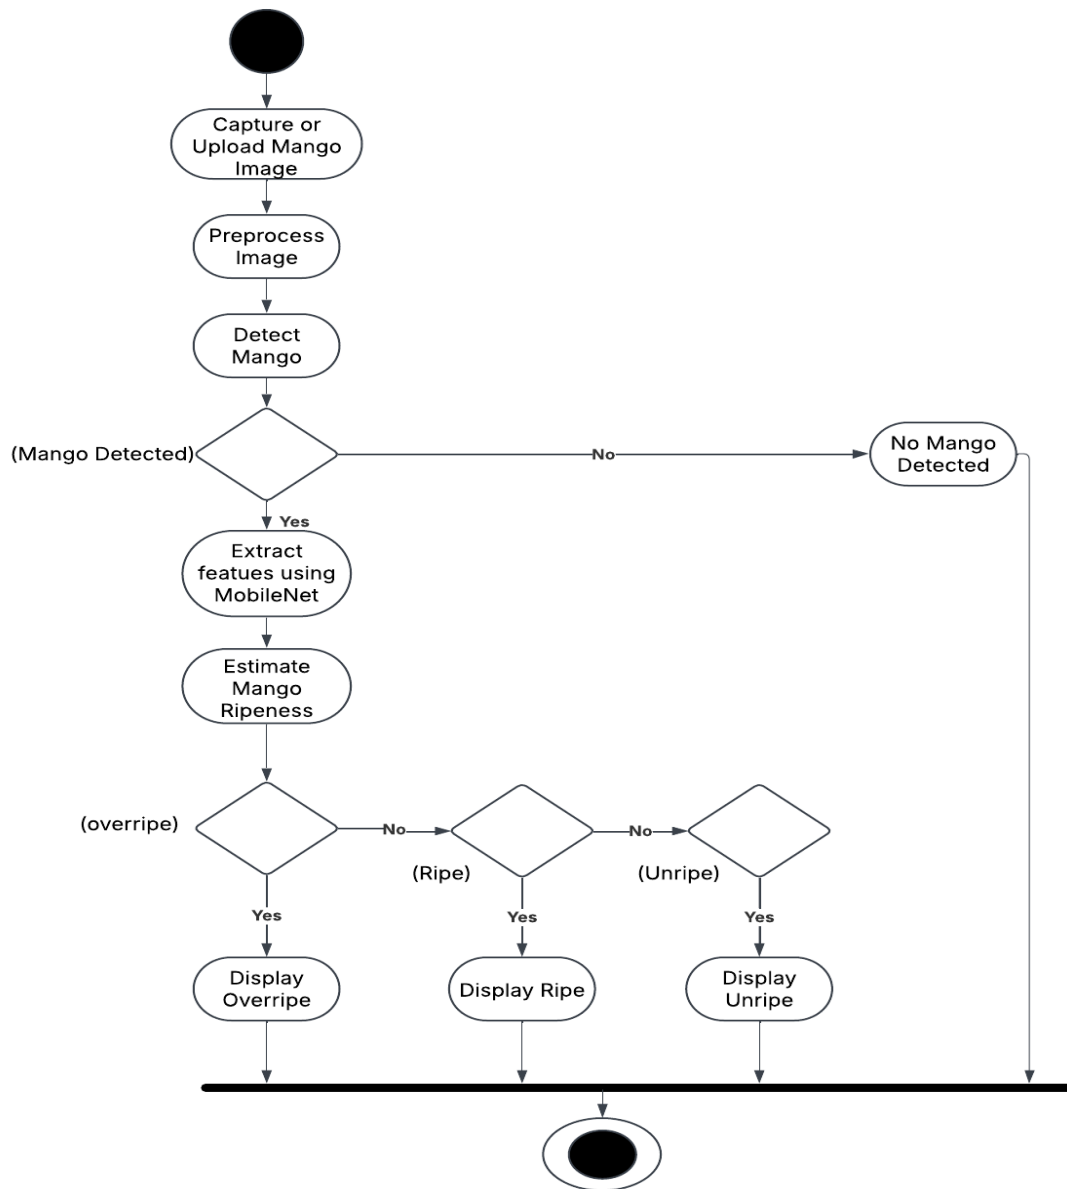 Capture or
Upload Mango
Image
Preprocess
Image
Detect
Mango
(Mango Detected)
No
No Mango
Detected
Yes
Extract
featues using
MobileNet
Estimate
Mango
Ripeness
(overripe)
No
No
(Ripe)
(Unripe)
Yes
Yes
Yes
Display
Overripe
Display Ripe
Display
Unripe